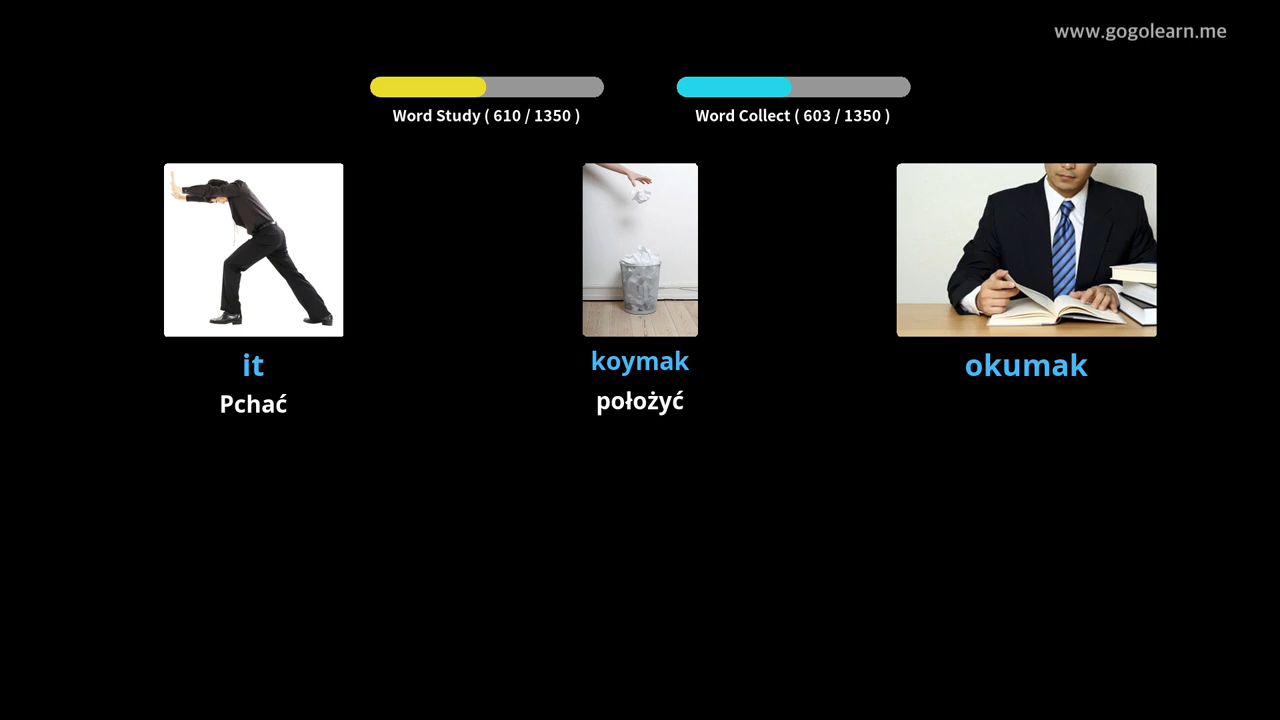 www.gogolearn.me
Word Study ( 610 / 1350 )
Word Collect ( 603 / 1350 )
it
Pchać
koymak
położyć
okumak